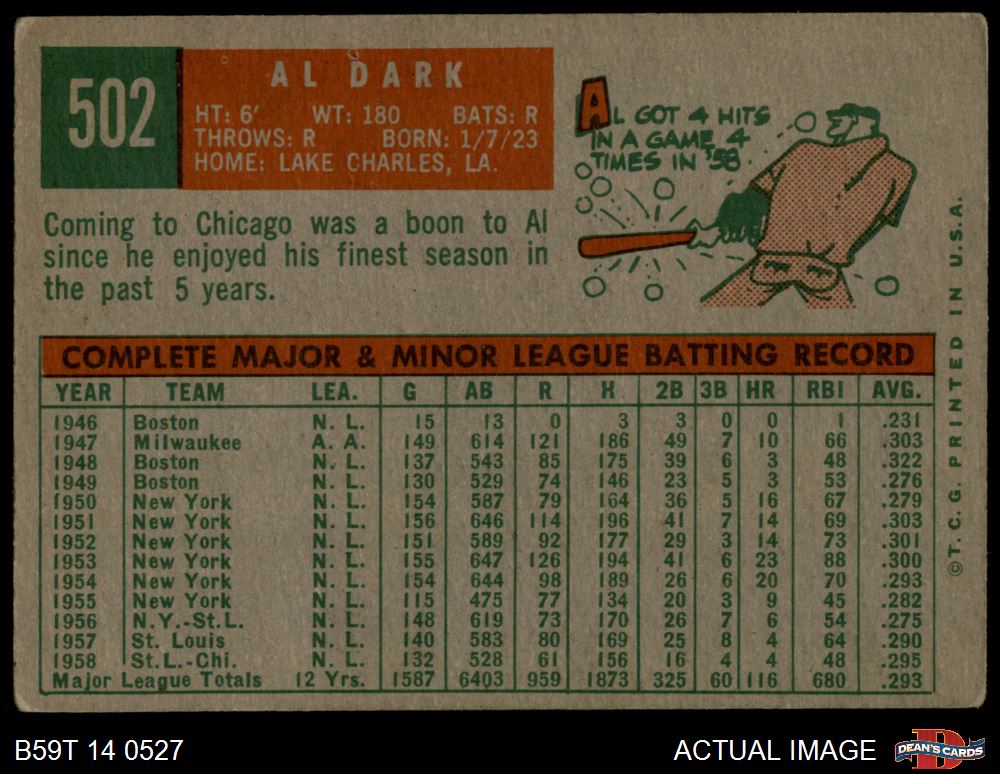 502
AL DARK
HT: 6' WT: 180 BATS: R
THROWS: R BORN: 1/7/23
HOME: LAKE CHARLES, LA.
Coming to Chicago was a boon to Al
since he enjoyed his finest season in
the past 5 years.
AL GOT 4 HITS
IN A GAME 4
TIMES IN '58
COMPLETE MAJOR & MINOR LEAGUE BATTING RECORD
YEAR TEAM LEA. G AB R H 2B 3B HR RBI AVG.
1946 Boston N. L. 15 13 0 3 3 0 0 1 .231
1947 Milwaukee A. A. 149 614 121 186 49 7 10 66 .303
1948 Boston N. L. 137 543 85 175 39 6 3 48 .322
1949 Boston N. L. 130 529 74 146 23 5 3 53 .276
1950 New York N. L. 154 587 79 164 36 5 16 67 .279
1951 New York N. L. 156 646 114 196 41 7 14 69 .303
1952 New York N. L. 151 589 92 177 29 3 14 73 .301
1953 New York N. L. 155 647 126 194 41 6 23 88 .300
1954 New York N. L. 154 644 98 189 26 6 20 70 .293
1955 New York N. L. 115 475 77 134 20 3 9 45 .282
1956 N.Y.-St.L. N. L. 148 619 73 170 26 7 6 54 .275
1957 St. Louis N. L. 140 583 80 169 25 8 4 64 .290
1958 St.L.-Chi. N. L. 132 528 61 156 16 4 4 48 .295
Major League Totals 12 Yrs. 1587 6403 959 1873 325 60 116 680 .293
©T. C. G. PRINTED IN U.S.A.
B59T 14 0527
ACTUAL IMAGE
D
DEAN'S CARDS